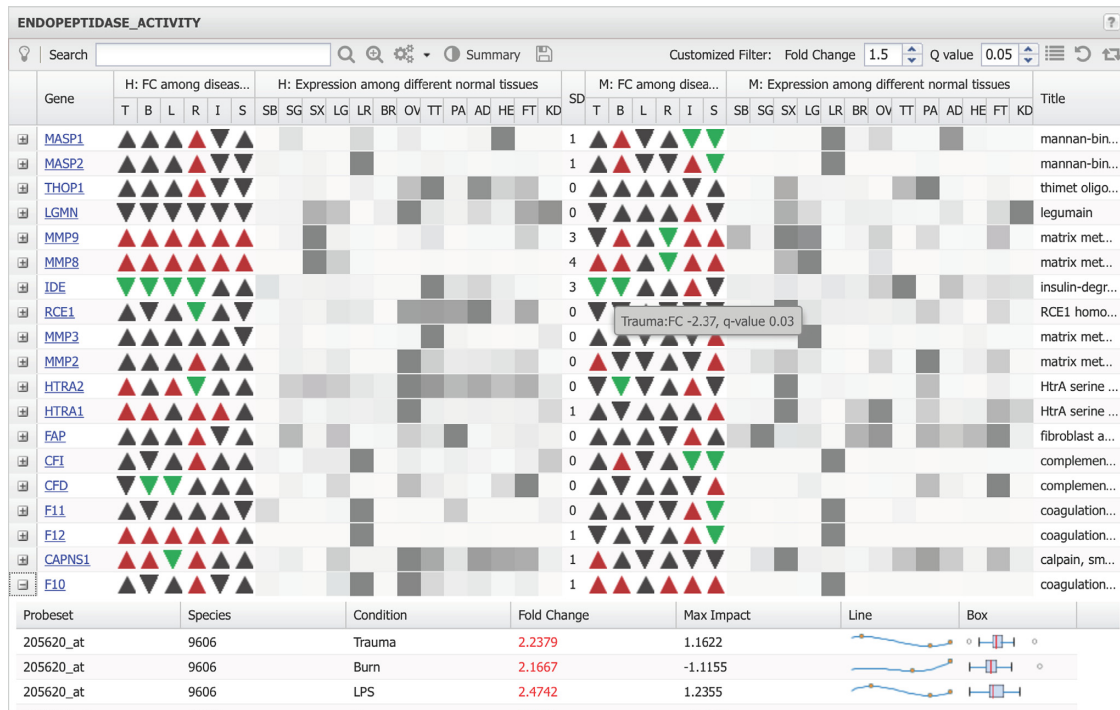 ENDOPEPTIDASE_ACTIVITY ?
Search Summary Customized Filter: Fold Change 1.5 Q value 0.05
Gene H: FC among diseas... H: Expression among different normal tissues SD M: FC among disea... M: Expression among different normal tissues Title
T B L R I S SB SG SX LG LR BR OV TT PA AD HE FT KD T B L R I S SB SG SX LG LR BR OV TT PA AD HE FT KD
MASP1 1 mannan-bin...
MASP2 1 mannan-bin...
THOP1 0 thimet oligo...
LGMN 0 legumain
MMP9 3 matrix met...
MMP8 4 matrix met...
IDE 3 insulin-degr...
RCE1 0 RCE1 homo...
Trauma:FC -2.37, q-value 0.03
MMP3 0 matrix met...
MMP2 0 matrix met...
HTRA2 0 HtrA serine ...
HTRA1 1 HtrA serine ...
FAP 0 fibroblast a...
CFI 0 complemen...
CFD 0 complemen...
F11 0 coagulation...
F12 1 coagulation...
CAPNS1 1 calpain, sm...
F10 1 coagulation...
Probeset Species Condition Fold Change Max Impact Line Box
205620_at 9606 Trauma 2.2379 1.1622
205620_at 9606 Burn 2.1667 -1.1155
205620_at 9606 LPS 2.4742 1.2355